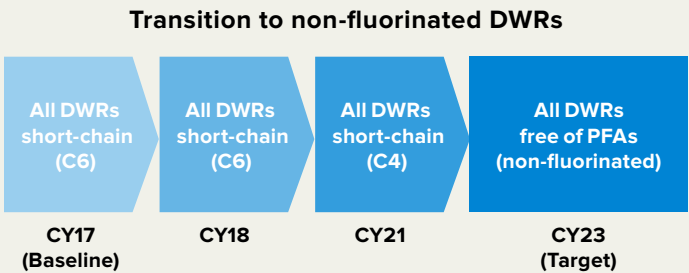 Transition to non-fluorinated DWRs
All DWRs
short-chain
(C6)
All DWRs
short-chain
(C6)
All DWRs
short-chain
(C4)
All DWRs
free of PFAs
(non-fluorinated)
CY17
(Baseline)
CY18
CY21
CY23
(Target)